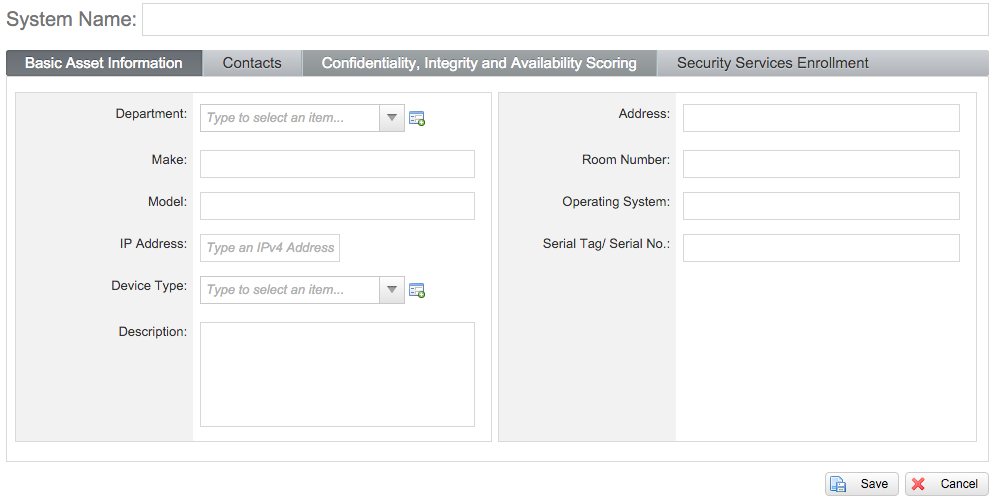 System Name:
Basic Asset Information
Contacts
Confidentiality, Integrity and Availability Scoring
Security Services Enrollment
Department:
Type to select an item...
Make:
Model:
IP Address:
Type an IPv4 Address
Device Type:
Type to select an item...
Description:
Address:
Room Number:
Operating System:
Serial Tag/ Serial No.:
Save
Cancel